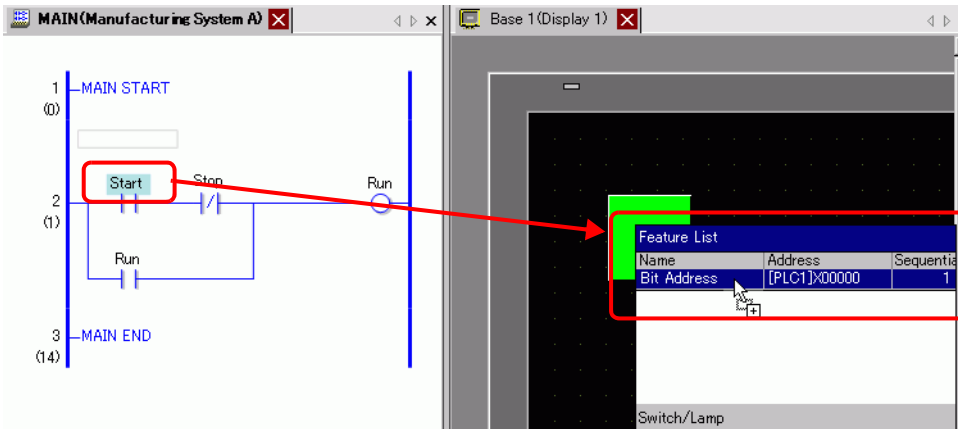 MAIN(Manufacturing System A)
Base 1(Display 1)
1 MAIN START
(0)
Start Stop Run
2
(1)
Run
3 MAIN END
(14)
Feature List
Name Address Sequentia
Bit Address [PLC1]X00000 1
Switch/Lamp